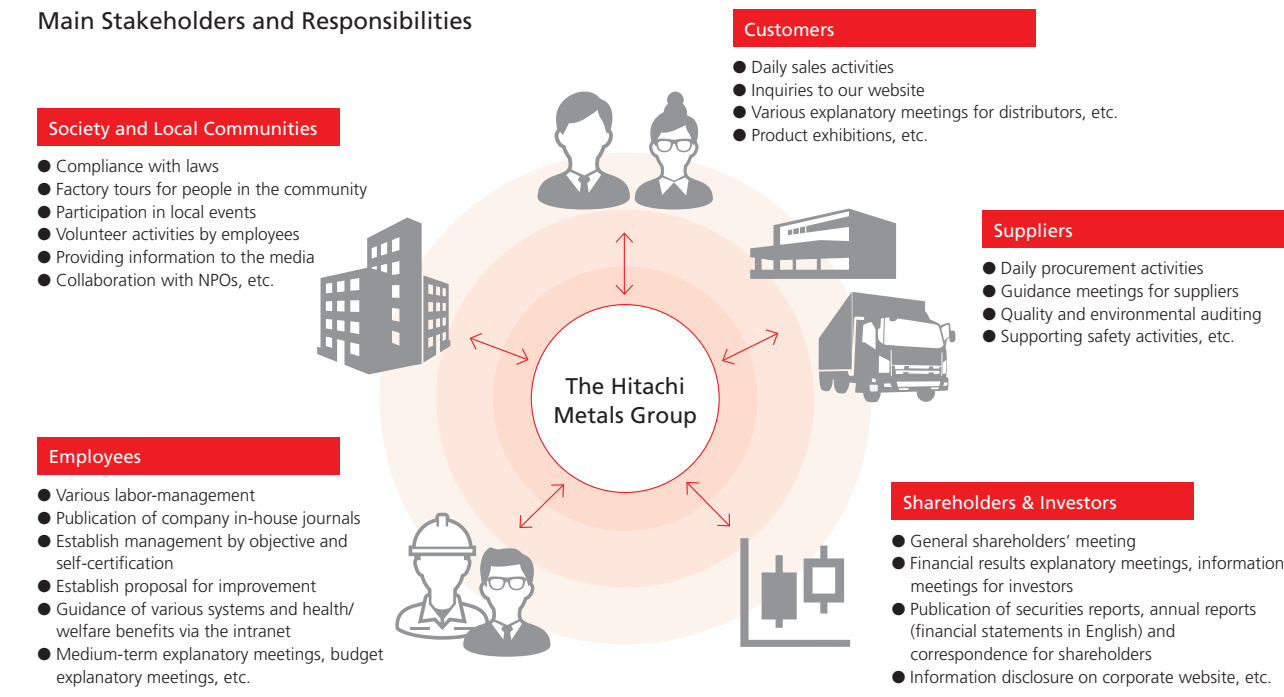 Main Stakeholders and Responsibilities
Customers
● Daily sales activities
● Inquiries to our website
● Various explanatory meetings for distributors, etc.
● Product exhibitions, etc.
Society and Local Communities
● Compliance with laws
● Factory tours for people in the community
● Participation in local events
● Volunteer activities by employees
● Providing information to the media
● Collaboration with NPOs, etc.
Suppliers
● Daily procurement activities
● Guidance meetings for suppliers
● Quality and environmental auditing
● Supporting safety activities, etc.
The Hitachi
Metals Group
Employees
● Various labor-management
● Publication of company in-house journals
● Establish management by objective and
self-certification
● Establish proposal for improvement
● Guidance of various systems and health/
welfare benefits via the intranet
● Medium-term explanatory meetings, budget
explanatory meetings, etc.
Shareholders & Investors
● General shareholders’ meeting
● Financial results explanatory meetings, information
meetings for investors
● Publication of securities reports, annual reports
(financial statements in English) and
correspondence for shareholders
● Information disclosure on corporate website, etc.